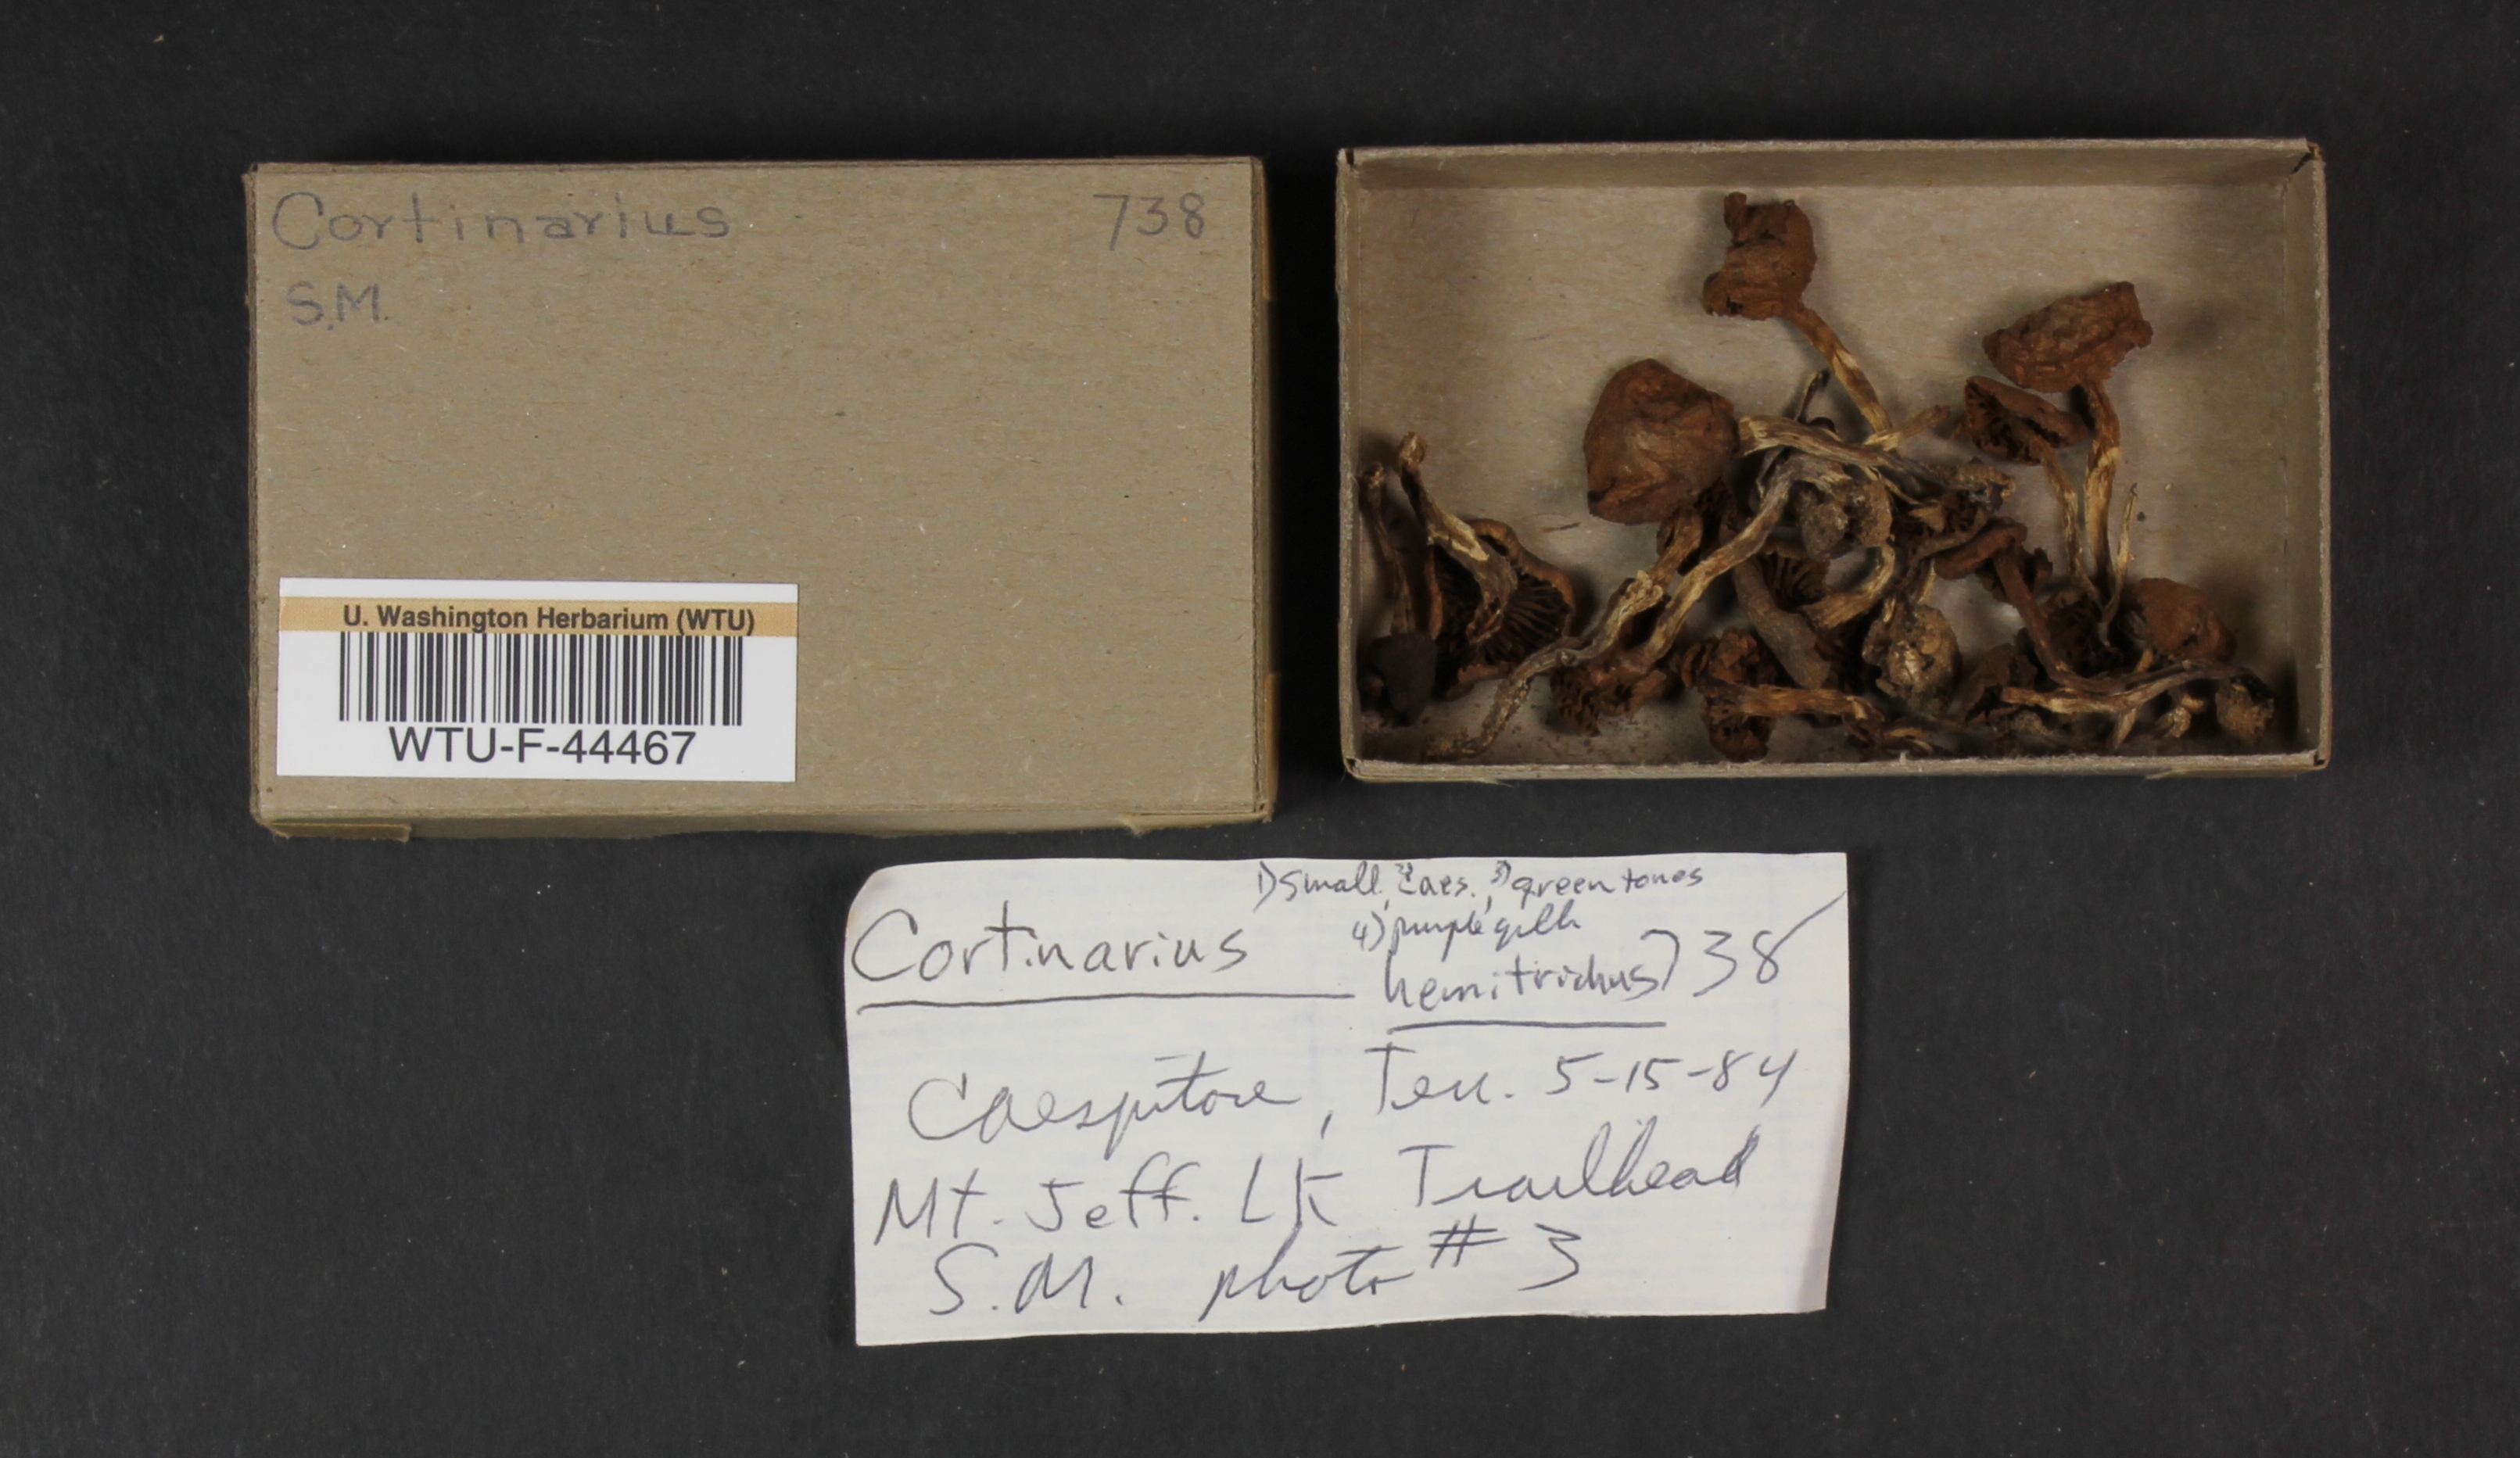 Cortinarius 738
S.M.
U. Washington Herbarium (WTU)
WTU-F-44467
1) small, 2) caes., 3) green tones
4) purple gills
Cortinarius hemitrichus 738
Caespitose, Terr. 5-15-84
Mt. Jeff. Lk Trailhead
S.M. photo #3